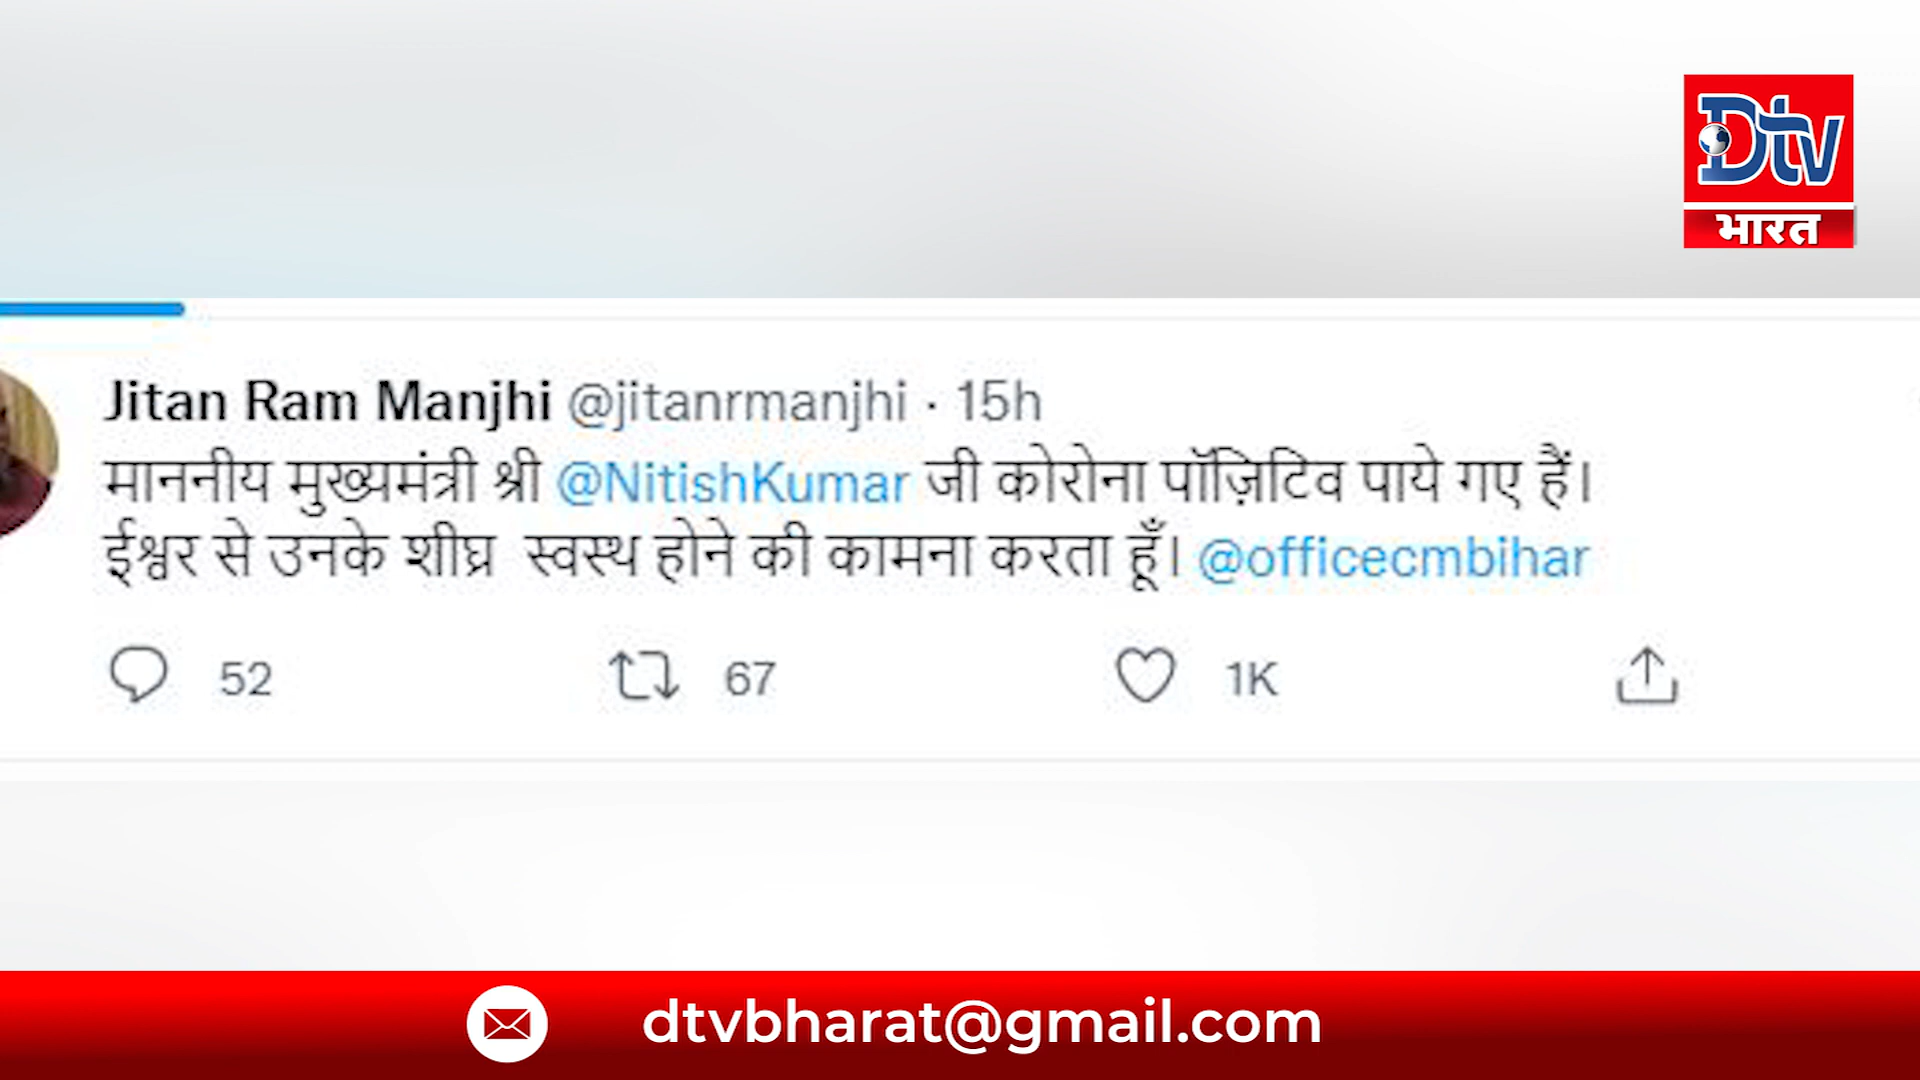 Dtv
भारत
Jitan Ram Manjhi @jitanrmanjhi · 15h
माननीय मुख्यमंत्री श्री @NitishKumar जी कोरोना पॉज़िटिव पाये गए हैं।
ईश्वर से उनके शीघ्र स्वस्थ होने की कामना करता हूँ। @officecmbihar
52 67 1K
dtvbharat@gmail.com